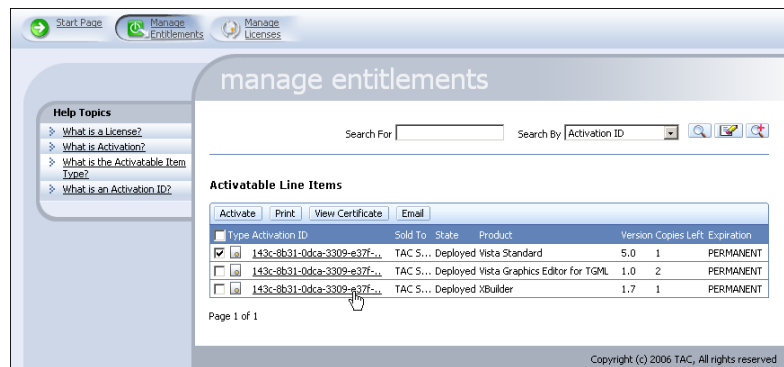 Start Page
Manage Entitlements
Manage Licenses
manage entitlements
Help Topics
What is a License?
What is Activation?
What is the Activatable Item Type?
What is an Activation ID?
Search For
Search By Activation ID
Activatable Line Items
Activate Print View Certificate Email
Type Activation ID Sold To State Product Version Copies Left Expiration
143c-8b31-0dca-3309-e37f-.. TAC S... Deployed Vista Standard 5.0 1 PERMANENT
143c-8b31-0dca-3309-e37f-.. TAC S... Deployed Vista Graphics Editor for TGML 1.0 2 PERMANENT
143c-8b31-0dca-3309-e37f-.. TAC S... Deployed XBuilder 1.7 1 PERMANENT
Page 1 of 1
Copyright (c) 2006 TAC, All rights reserved